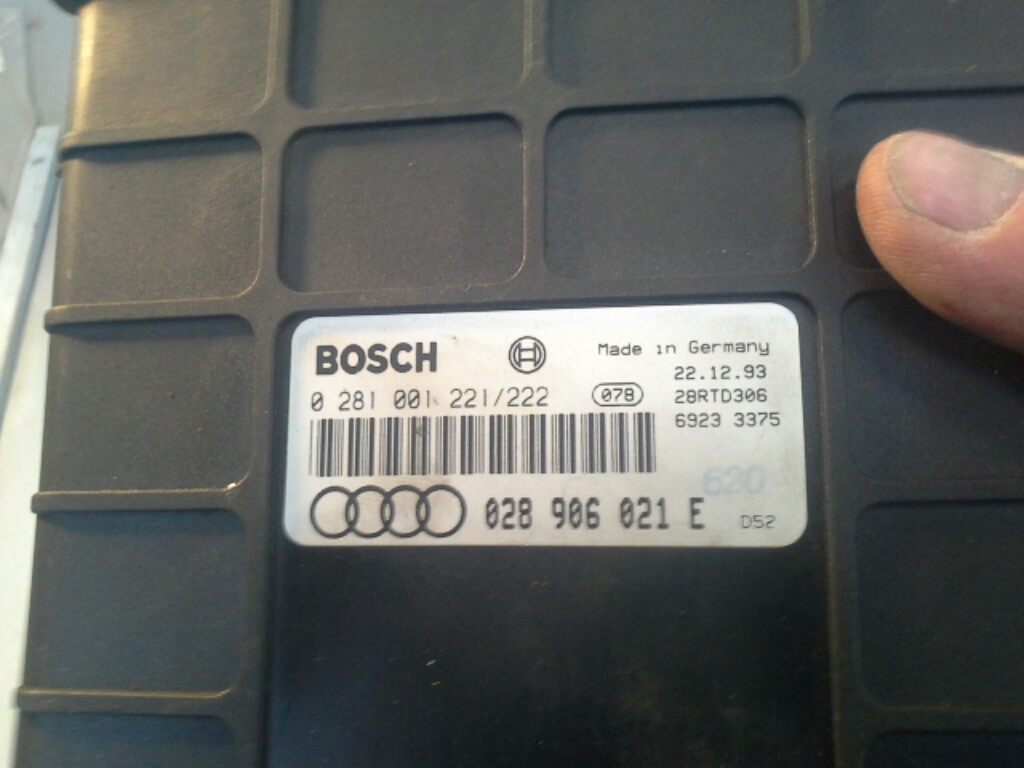 BOSCH
Made in Germany
22.12.93
0 281 001 221/222
078
28RTD306
6923 3375
620
028 906 021 E
D52